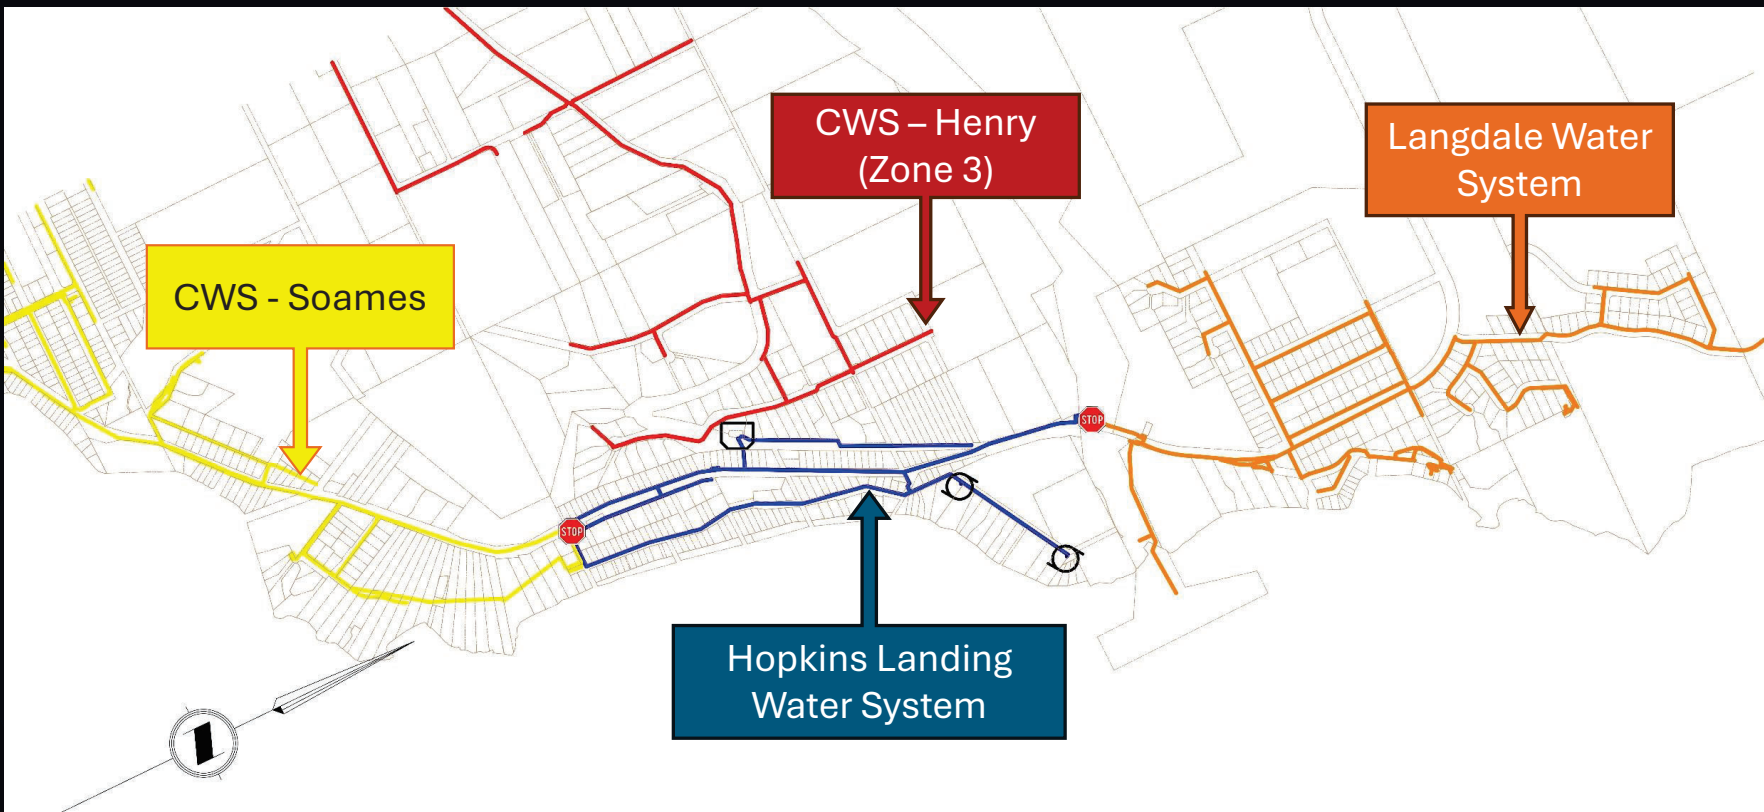 CWS – Henry
(Zone 3)
Langdale Water
System
CWS - Soames
STOP
STOP
Hopkins Landing
Water System